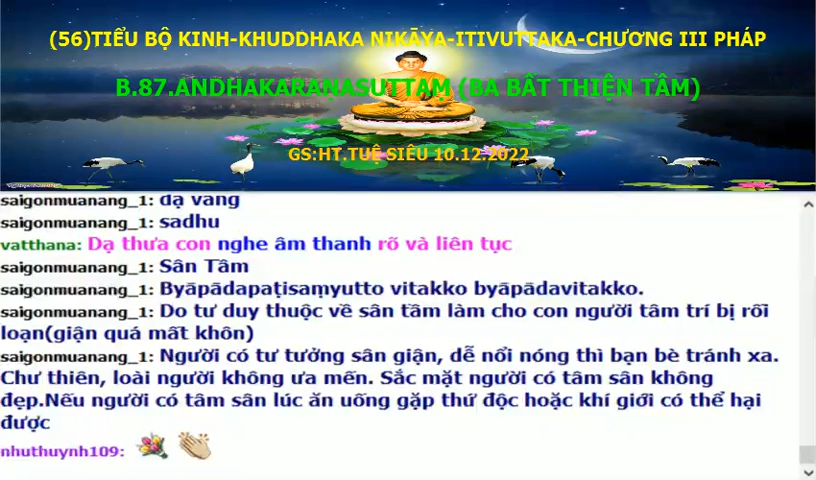 (56)TIỂU BỘ KINH-KHUDDHAKA NIKĀYA-ITIVUTTAKA-CHƯƠNG III PHÁP
B.87.ANDHAKARAṆASUTTAṂ (BA BẤT THIỆN TẦM)
GS:HT.TUỆ SIÊU 10.12.2022
saigonmuanang_1: dạ vâng
saigonmuanang_1: sadhu
vatthana: Dạ thưa con nghe âm thanh rõ và liên tục
saigonmuanang_1: Sân Tầm
saigonmuanang_1: Byāpādapaṭisaṃyutto vitakko byāpādavitakko.
saigonmuanang_1: Do tư duy thuộc về sân tầm làm cho con người tâm trí bị rối
loạn(giận quá mất khôn)
saigonmuanang_1: Người có tư tưởng sân giận, dễ nổi nóng thì bạn bè tránh xa.
Chư thiên, loài người không ưa mến. Sắc mặt người có tâm sân không
đẹp.Nếu người có tâm sân lúc ăn uống gặp thứ độc hoặc khí giới có thể hại
được
nhuthuynh109: